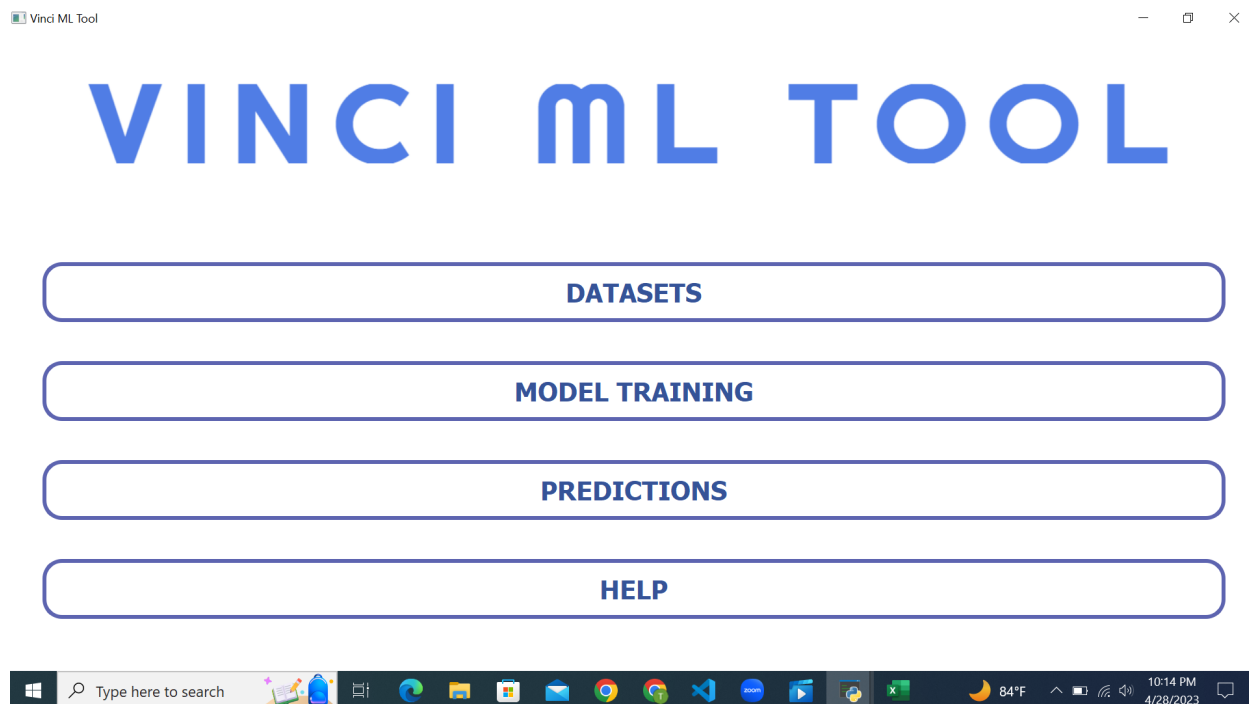 Vinci ML Tool
VINCI ML TOOL
DATASETS
MODEL TRAINING
PREDICTIONS
HELP
Type here to search
zoom
T
x
84°F
10:14 PM
4/28/2023